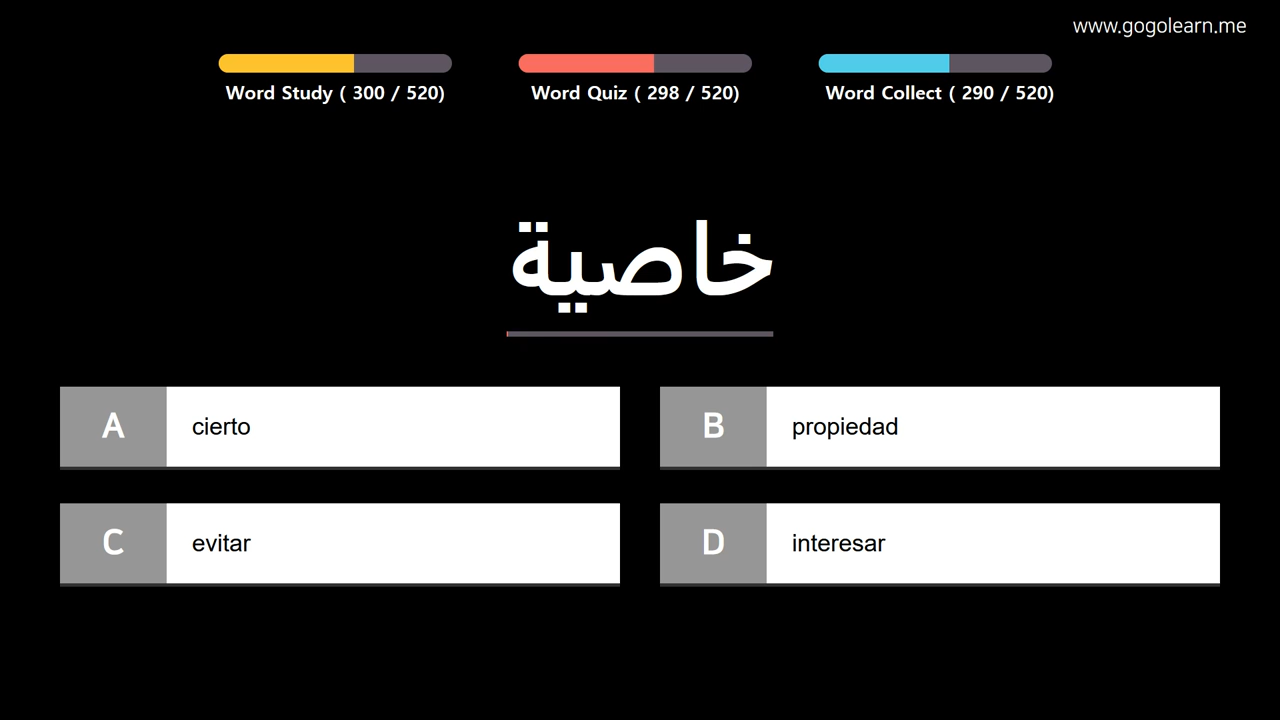 www.gogolearn.me
Word Study ( 300 / 520)
Word Quiz ( 298 / 520)
Word Collect ( 290 / 520)
خاصية
A cierto
B propiedad
C evitar
D interesar